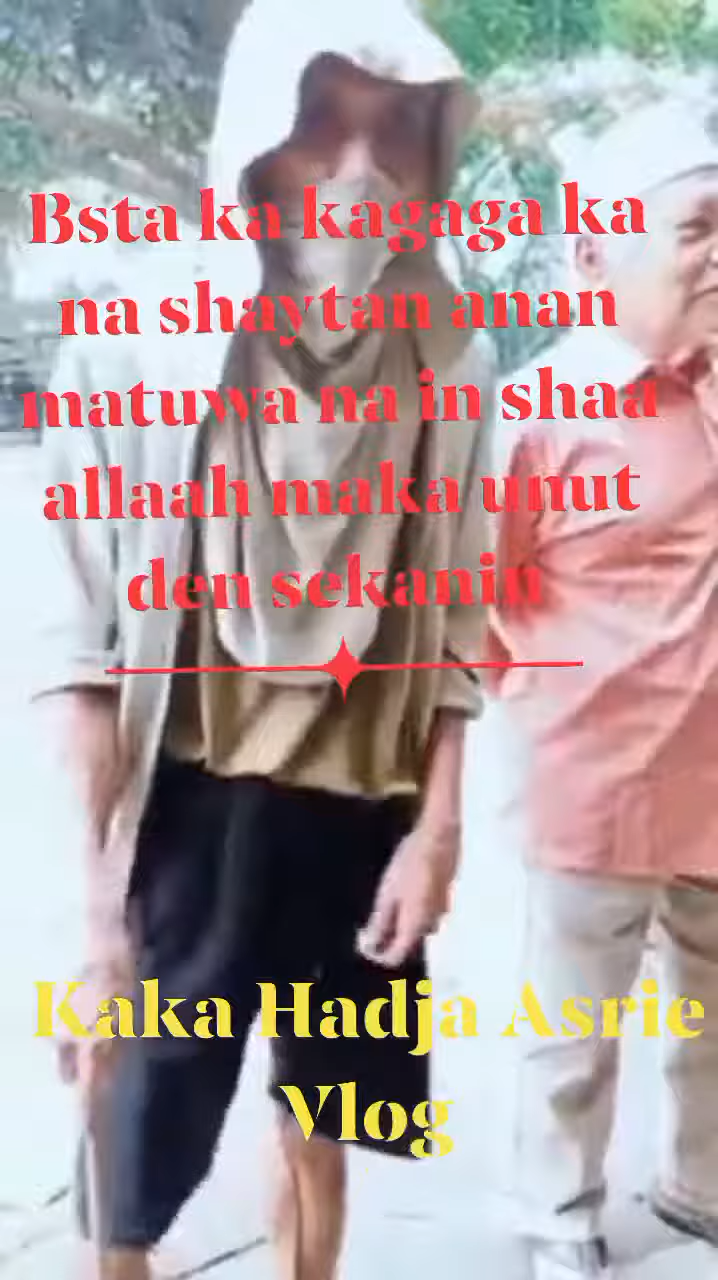 Bsta ka kagaga ka
na shaytan anan
matuwa na in shaa
allaah maka unut
den sekanin
Kaka Hadja Asrie
Vlog